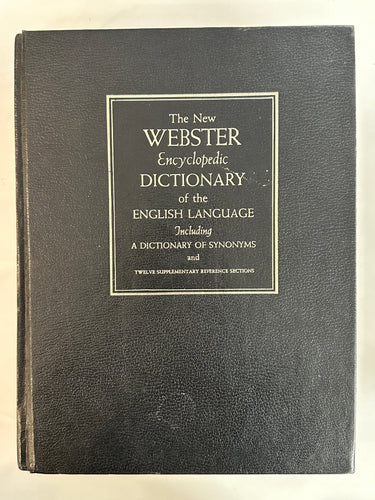 The New
WEBSTER
Encyclopedic
DICTIONARY
of the
ENGLISH LANGUAGE
Including
A DICTIONARY OF SYNONYMS
and
TWELVE SUPPLEMENTARY REFERENCE SECTIONS